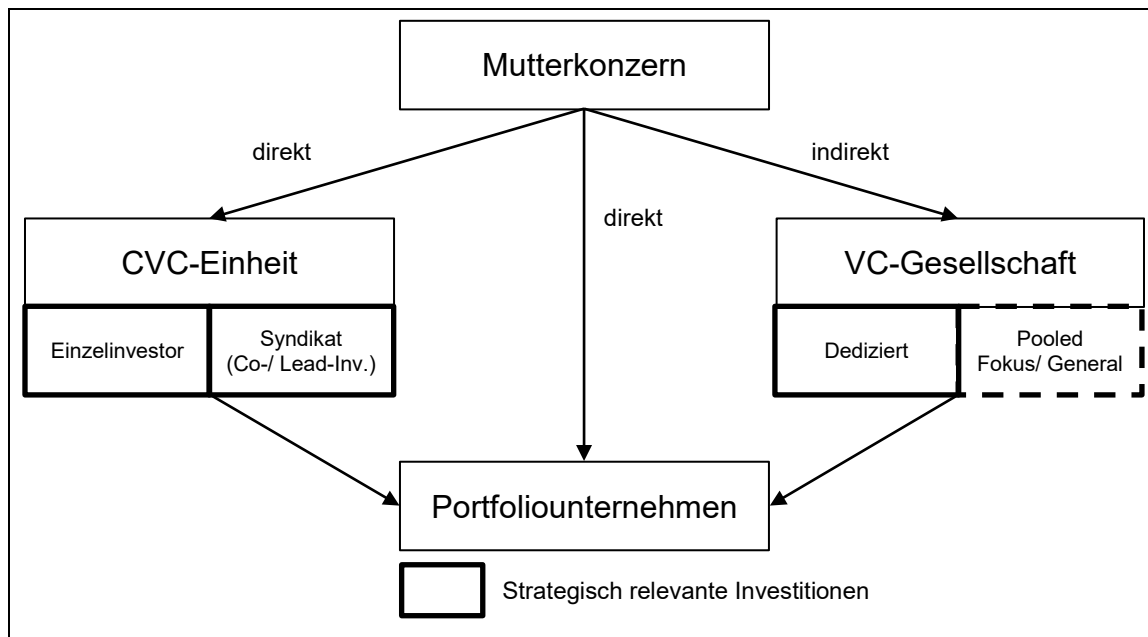 Mutterkonzern
direkt
indirekt
direkt
CVC-Einheit
VC-Gesellschaft
Einzelinvestor
Syndikat
(Co-/ Lead-Inv.)
Dediziert
Pooled
Fokus/ General
Portfoliounternehmen
Strategisch relevante Investitionen